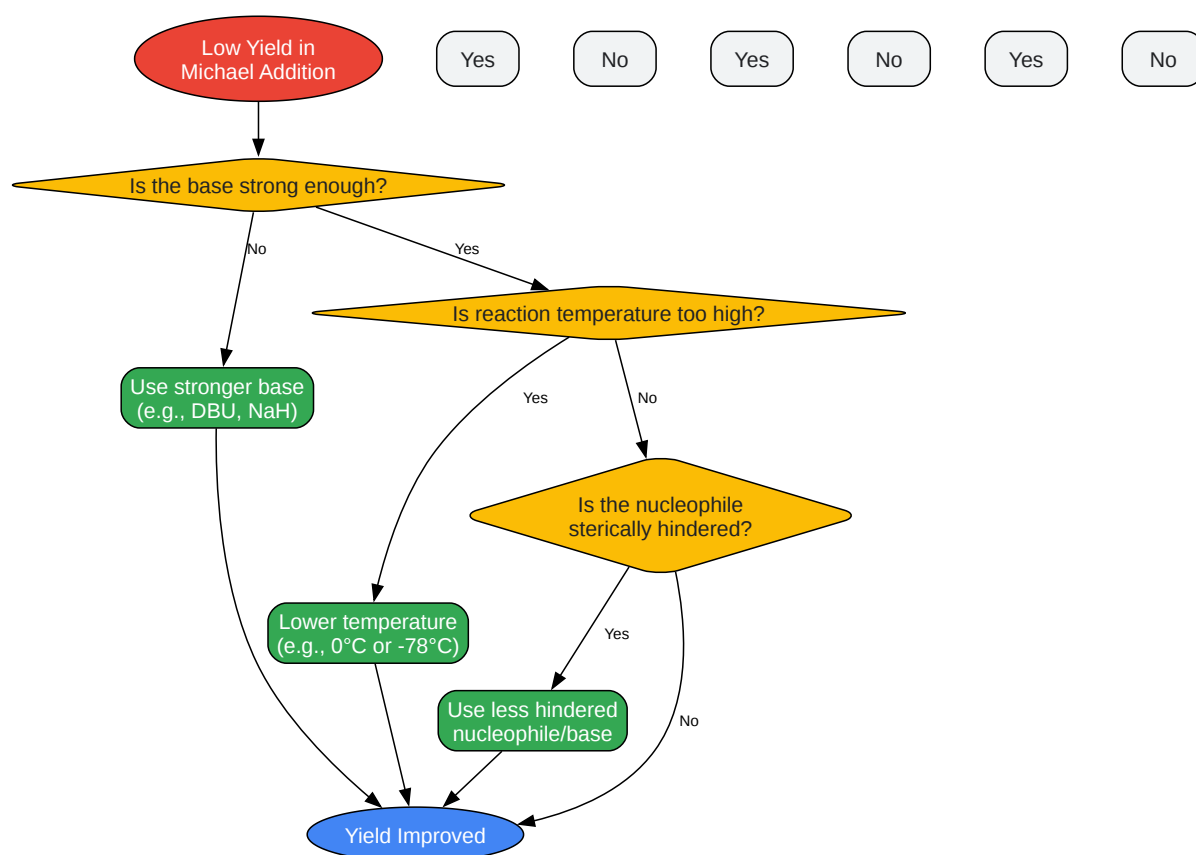 Low Yield in
Michael Addition
Yes
No
Yes
No
Yes
No
Is the base strong enough?
No
Yes
Is reaction temperature too high?
Use stronger base
(e.g., DBU, NaH)
Yes
No
Is the nucleophile
sterically hindered?
Lower temperature
(e.g., 0°C or -78°C)
Yes
Use less hindered
nucleophile/base
No
Yield Improved